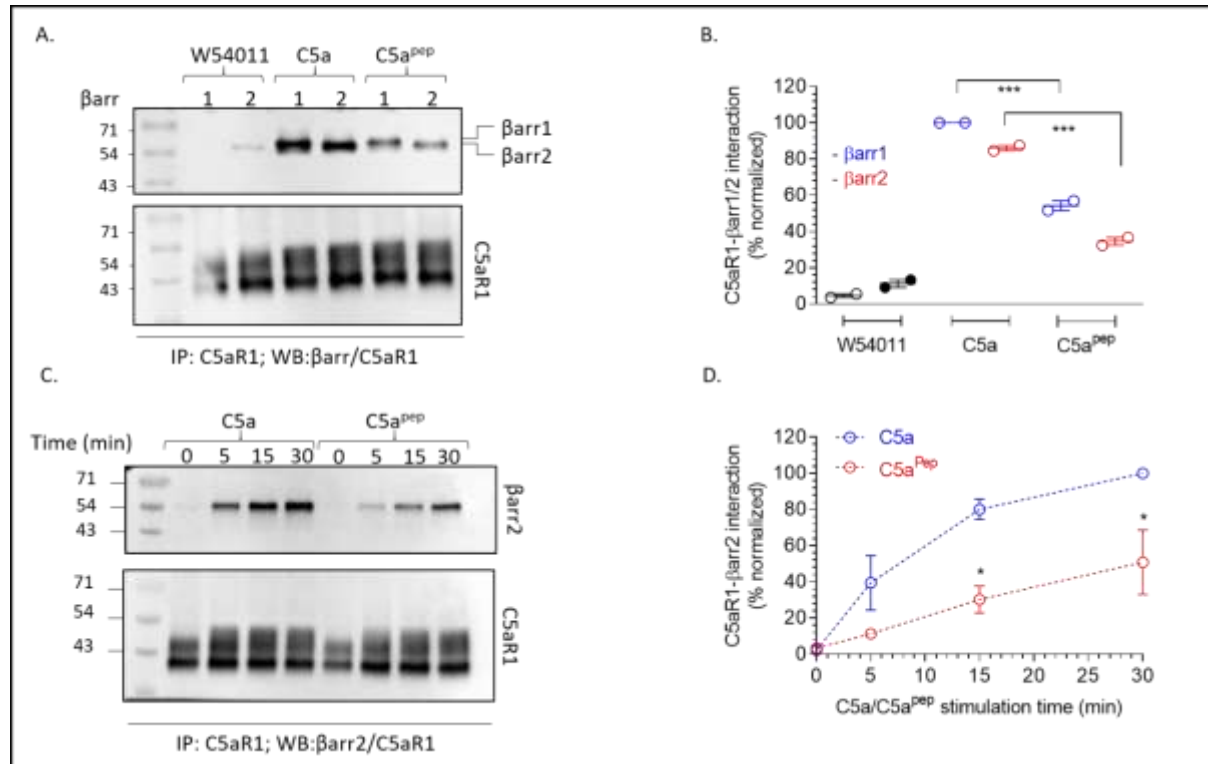 A.
W54011 C5a C5a^pep
βarr 1 2 1 2 1 2
71
54
43
βarr1
βarr2
71
54
43
C5aR1
IP: C5aR1; WB:βarr/C5aR1
B.
C5aR1-βarr1/2 interaction
(% normalized)
120
100
80
60
40
20
0
βarr1
βarr2
***
***
W54011 C5a C5a^pep
C.
C5a C5a^pep
Time (min) 0 5 15 30 0 5 15 30
71
54
43
βarr2
71
54
43
C5aR1
IP: C5aR1; WB:βarr2/C5aR1
D.
C5aR1-βarr2 interaction
(% normalized)
120
100
80
60
40
20
0
C5a
C5a^Pep
*
*
0 5 10 15 20 25 30
C5a/C5a^pep stimulation time (min)